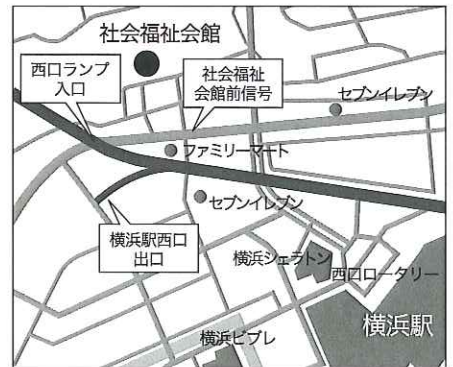 社会福祉会館
西口ランプ
入口
社会福祉
会館前信号
セブンイレブン
ファミリーマート
セブンイレブン
横浜駅西口
出口
横浜シェラトン
西口ロータリー
横浜駅
横浜ビブレ